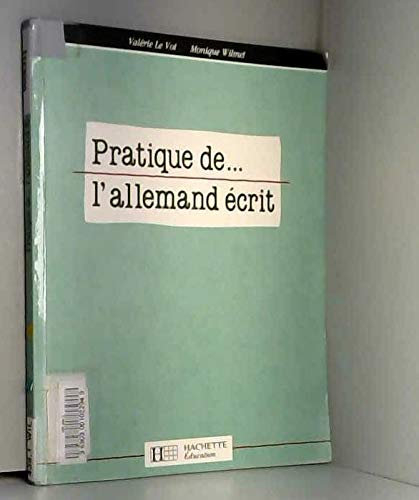 Valérie Le Vot Monique Wilmet
Pratique de...
l'allemand écrit
H HACHETTE
Éducation